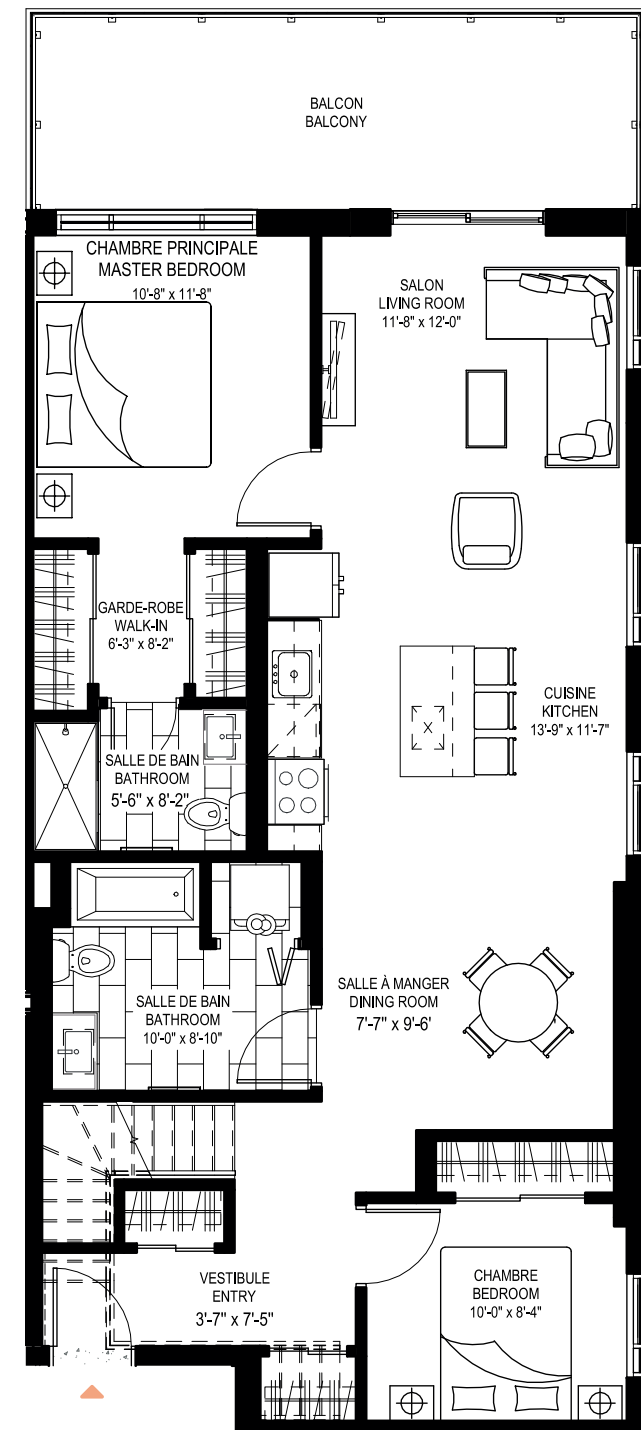 BALCON
BALCONY
CHAMBRE PRINCIPALE
MASTER BEDROOM
10'-8" x 11'-8"
SALON
LIVING ROOM
11'-8" x 12'-0"
GARDE-ROBE
WALK-IN
6'-3" x 8'-2"
CUISINE
KITCHEN
13'-9" x 11'-7"
X
SALLE DE BAIN
BATHROOM
5'-6" x 8'-2"
SALLE À MANGER
DINING ROOM
7'-7" x 9'-6'
SALLE DE BAIN
BATHROOM
10'-0" x 8'-10"
VESTIBULE
ENTRY
3'-7" x 7'-5"
CHAMBRE
BEDROOM
10'-0" x 8'-4"